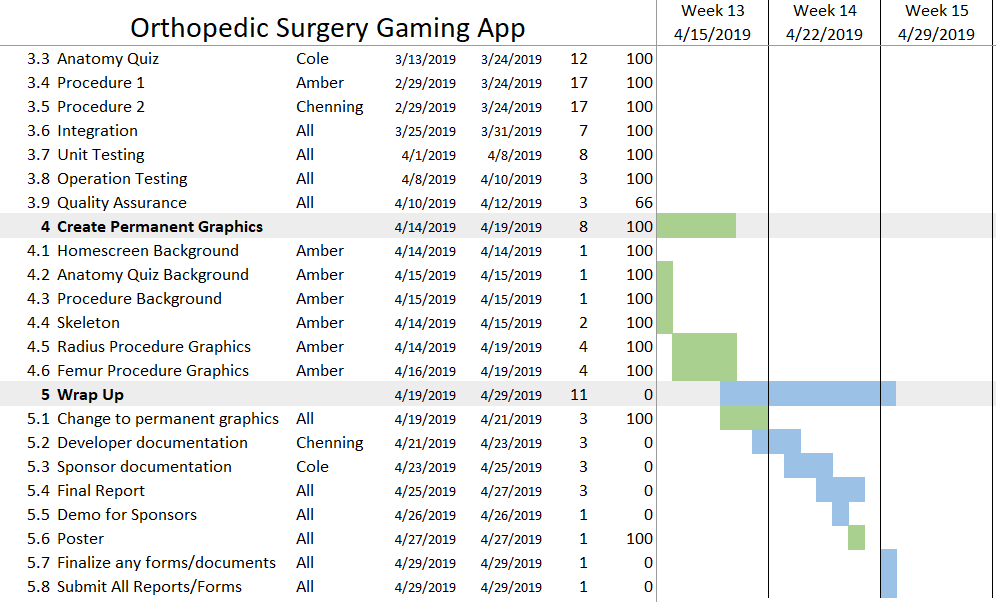 Orthopedic Surgery Gaming App Week 13 Week 14 Week 15
4/15/2019 4/22/2019 4/29/2019
3.3 Anatomy Quiz Cole 3/13/2019 3/24/2019 12 100
3.4 Procedure 1 Amber 2/29/2019 3/24/2019 17 100
3.5 Procedure 2 Chenning 2/29/2019 3/24/2019 17 100
3.6 Integration All 3/25/2019 3/31/2019 7 100
3.7 Unit Testing All 4/1/2019 4/8/2019 8 100
3.8 Operation Testing All 4/8/2019 4/10/2019 3 100
3.9 Quality Assurance All 4/10/2019 4/12/2019 3 66
4 Create Permanent Graphics 4/14/2019 4/19/2019 8 100
4.1 Homescreen Background Amber 4/14/2019 4/14/2019 1 100
4.2 Anatomy Quiz Background Amber 4/15/2019 4/15/2019 1 100
4.3 Procedure Background Amber 4/15/2019 4/15/2019 1 100
4.4 Skeleton Amber 4/14/2019 4/15/2019 2 100
4.5 Radius Procedure Graphics Amber 4/14/2019 4/19/2019 4 100
4.6 Femur Procedure Graphics Amber 4/16/2019 4/19/2019 4 100
5 Wrap Up 4/19/2019 4/29/2019 11 0
5.1 Change to permanent graphics All 4/19/2019 4/21/2019 3 100
5.2 Developer documentation Chenning 4/21/2019 4/23/2019 3 0
5.3 Sponsor documentation Cole 4/23/2019 4/25/2019 3 0
5.4 Final Report All 4/25/2019 4/27/2019 3 0
5.5 Demo for Sponsors All 4/26/2019 4/26/2019 1 0
5.6 Poster All 4/27/2019 4/27/2019 1 100
5.7 Finalize any forms/documents All 4/29/2019 4/29/2019 1 0
5.8 Submit All Reports/Forms All 4/29/2019 4/29/2019 1 0